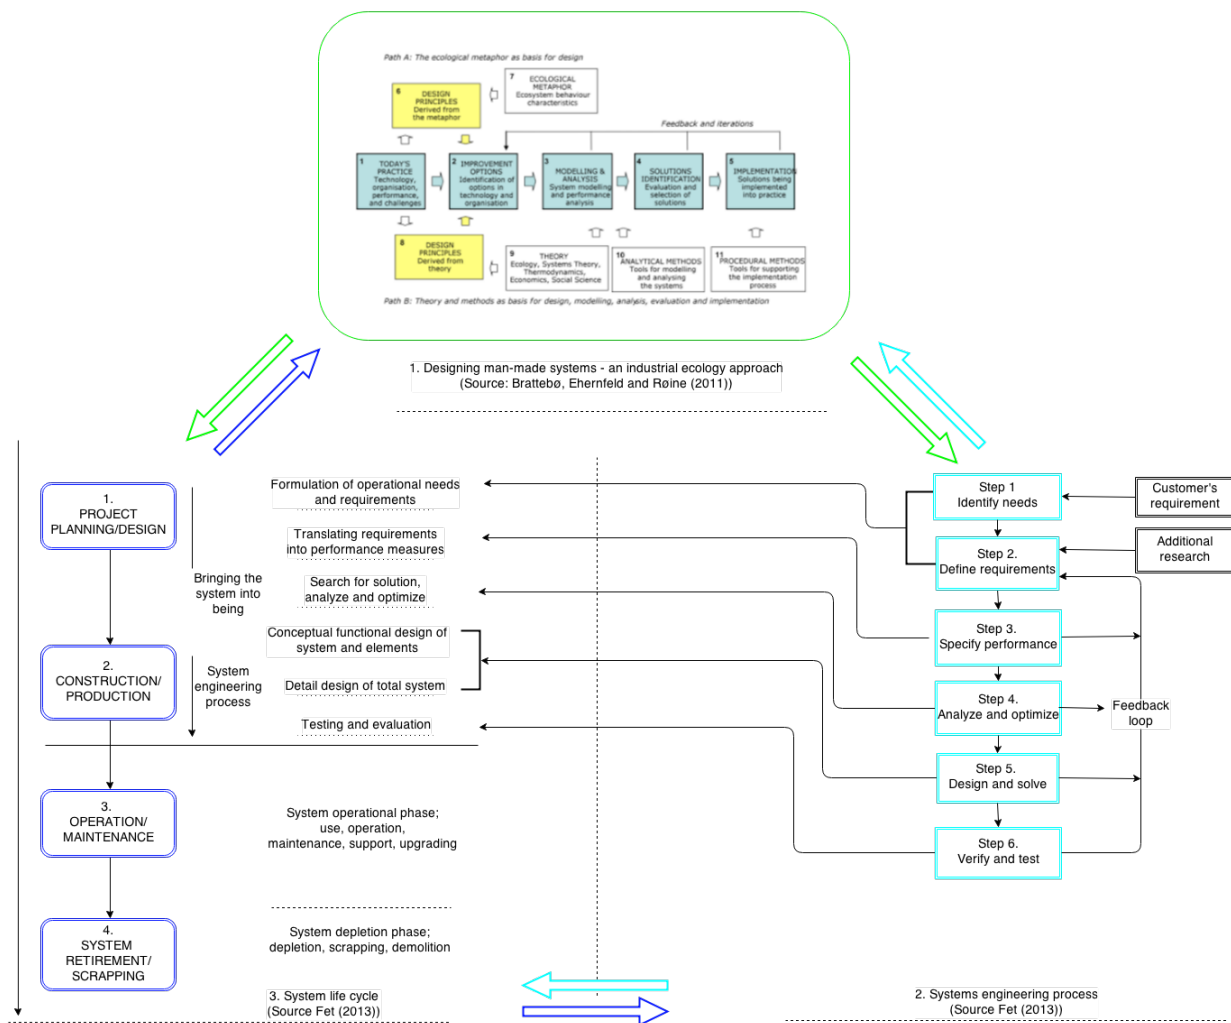 Path A: The ecological metaphor as basis for design
7
ECOLOGICAL
METAPHOR
Ecosystem behaviour
characteristics
6
DESIGN
PRINCIPLES
Derived from
the metaphor
Feedback and iterations
1
TODAY'S
PRACTICE
Technology,
organisation,
performance,
and challenges
2
IMPROVEMENT
OPTIONS
Identification of
options in
technology and
organisation
3
MODELLING &
ANALYSIS
System modelling
and performance
analysis
4
SOLUTIONS
IDENTIFICATION
Evaluation and
selection of
solutions
5
IMPLEMENTATION
Solutions being
implemented
into practice
8
DESIGN
PRINCIPLES
Derived from
theory
9
THEORY
Ecology, Systems Theory,
Thermodynamics,
Economics, Social Science
10
ANALYTICAL METHODS
Tools for modelling
and analysing
the systems
11
PROCEDURAL METHODS
Tools for supporting
the implementation
process
Path B: Theory and methods as basis for design, modelling, analysis, evaluation and implementation
1. Designing man-made systems - an industrial ecology approach
(Source: Brattebø, Ehernfeld and Røine (2011))
1.
PROJECT
PLANNING/DESIGN
2.
CONSTRUCTION/
PRODUCTION
3.
OPERATION/
MAINTENANCE
4.
SYSTEM
RETIREMENT/
SCRAPPING
Bringing the
system into
being
System
engineering
process
Formulation of operational needs
and requirements
Translating requirements
into performance measures
Search for solution,
analyze and optimize
Conceptual functional design of
system and elements
Detail design of total system
Testing and evaluation
System operational phase;
use, operation,
maintenance, support, upgrading
System depletion phase;
depletion, scrapping, demolition
3. System life cycle
(Source Fet (2013))
Step 1
Identify needs
Step 2.
Define requirements
Step 3.
Specify performance
Step 4.
Analyze and optimize
Step 5.
Design and solve
Step 6.
Verify and test
Customer's
requirement
Additional
research
Feedback
loop
2. Systems engineering process
(Source Fet (2013))